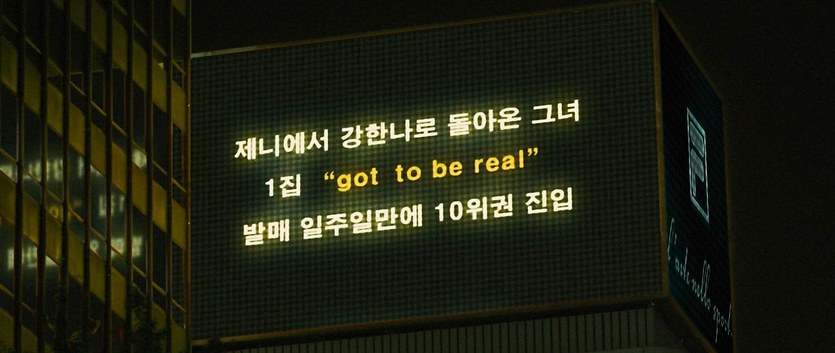 제니에서 강한나로 돌아온 그녀
1집 “got to be real”
발매 일주일만에 10위권 진입